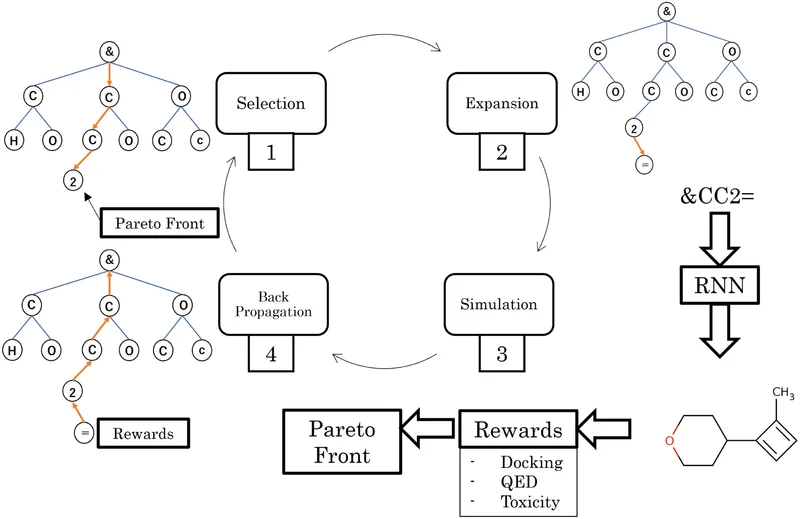 &
C C O
H O C O C c
2
Pareto Front
Selection
1
Expansion
2
&
C C O
H O C O C c
2
=
&CC2=
RNN
Simulation
3
Back
Propagation
4
&
C C O
H O C O C c
2
=
Rewards
Pareto
Front
Rewards
- Docking
- QED
- Toxicity
CH3
O